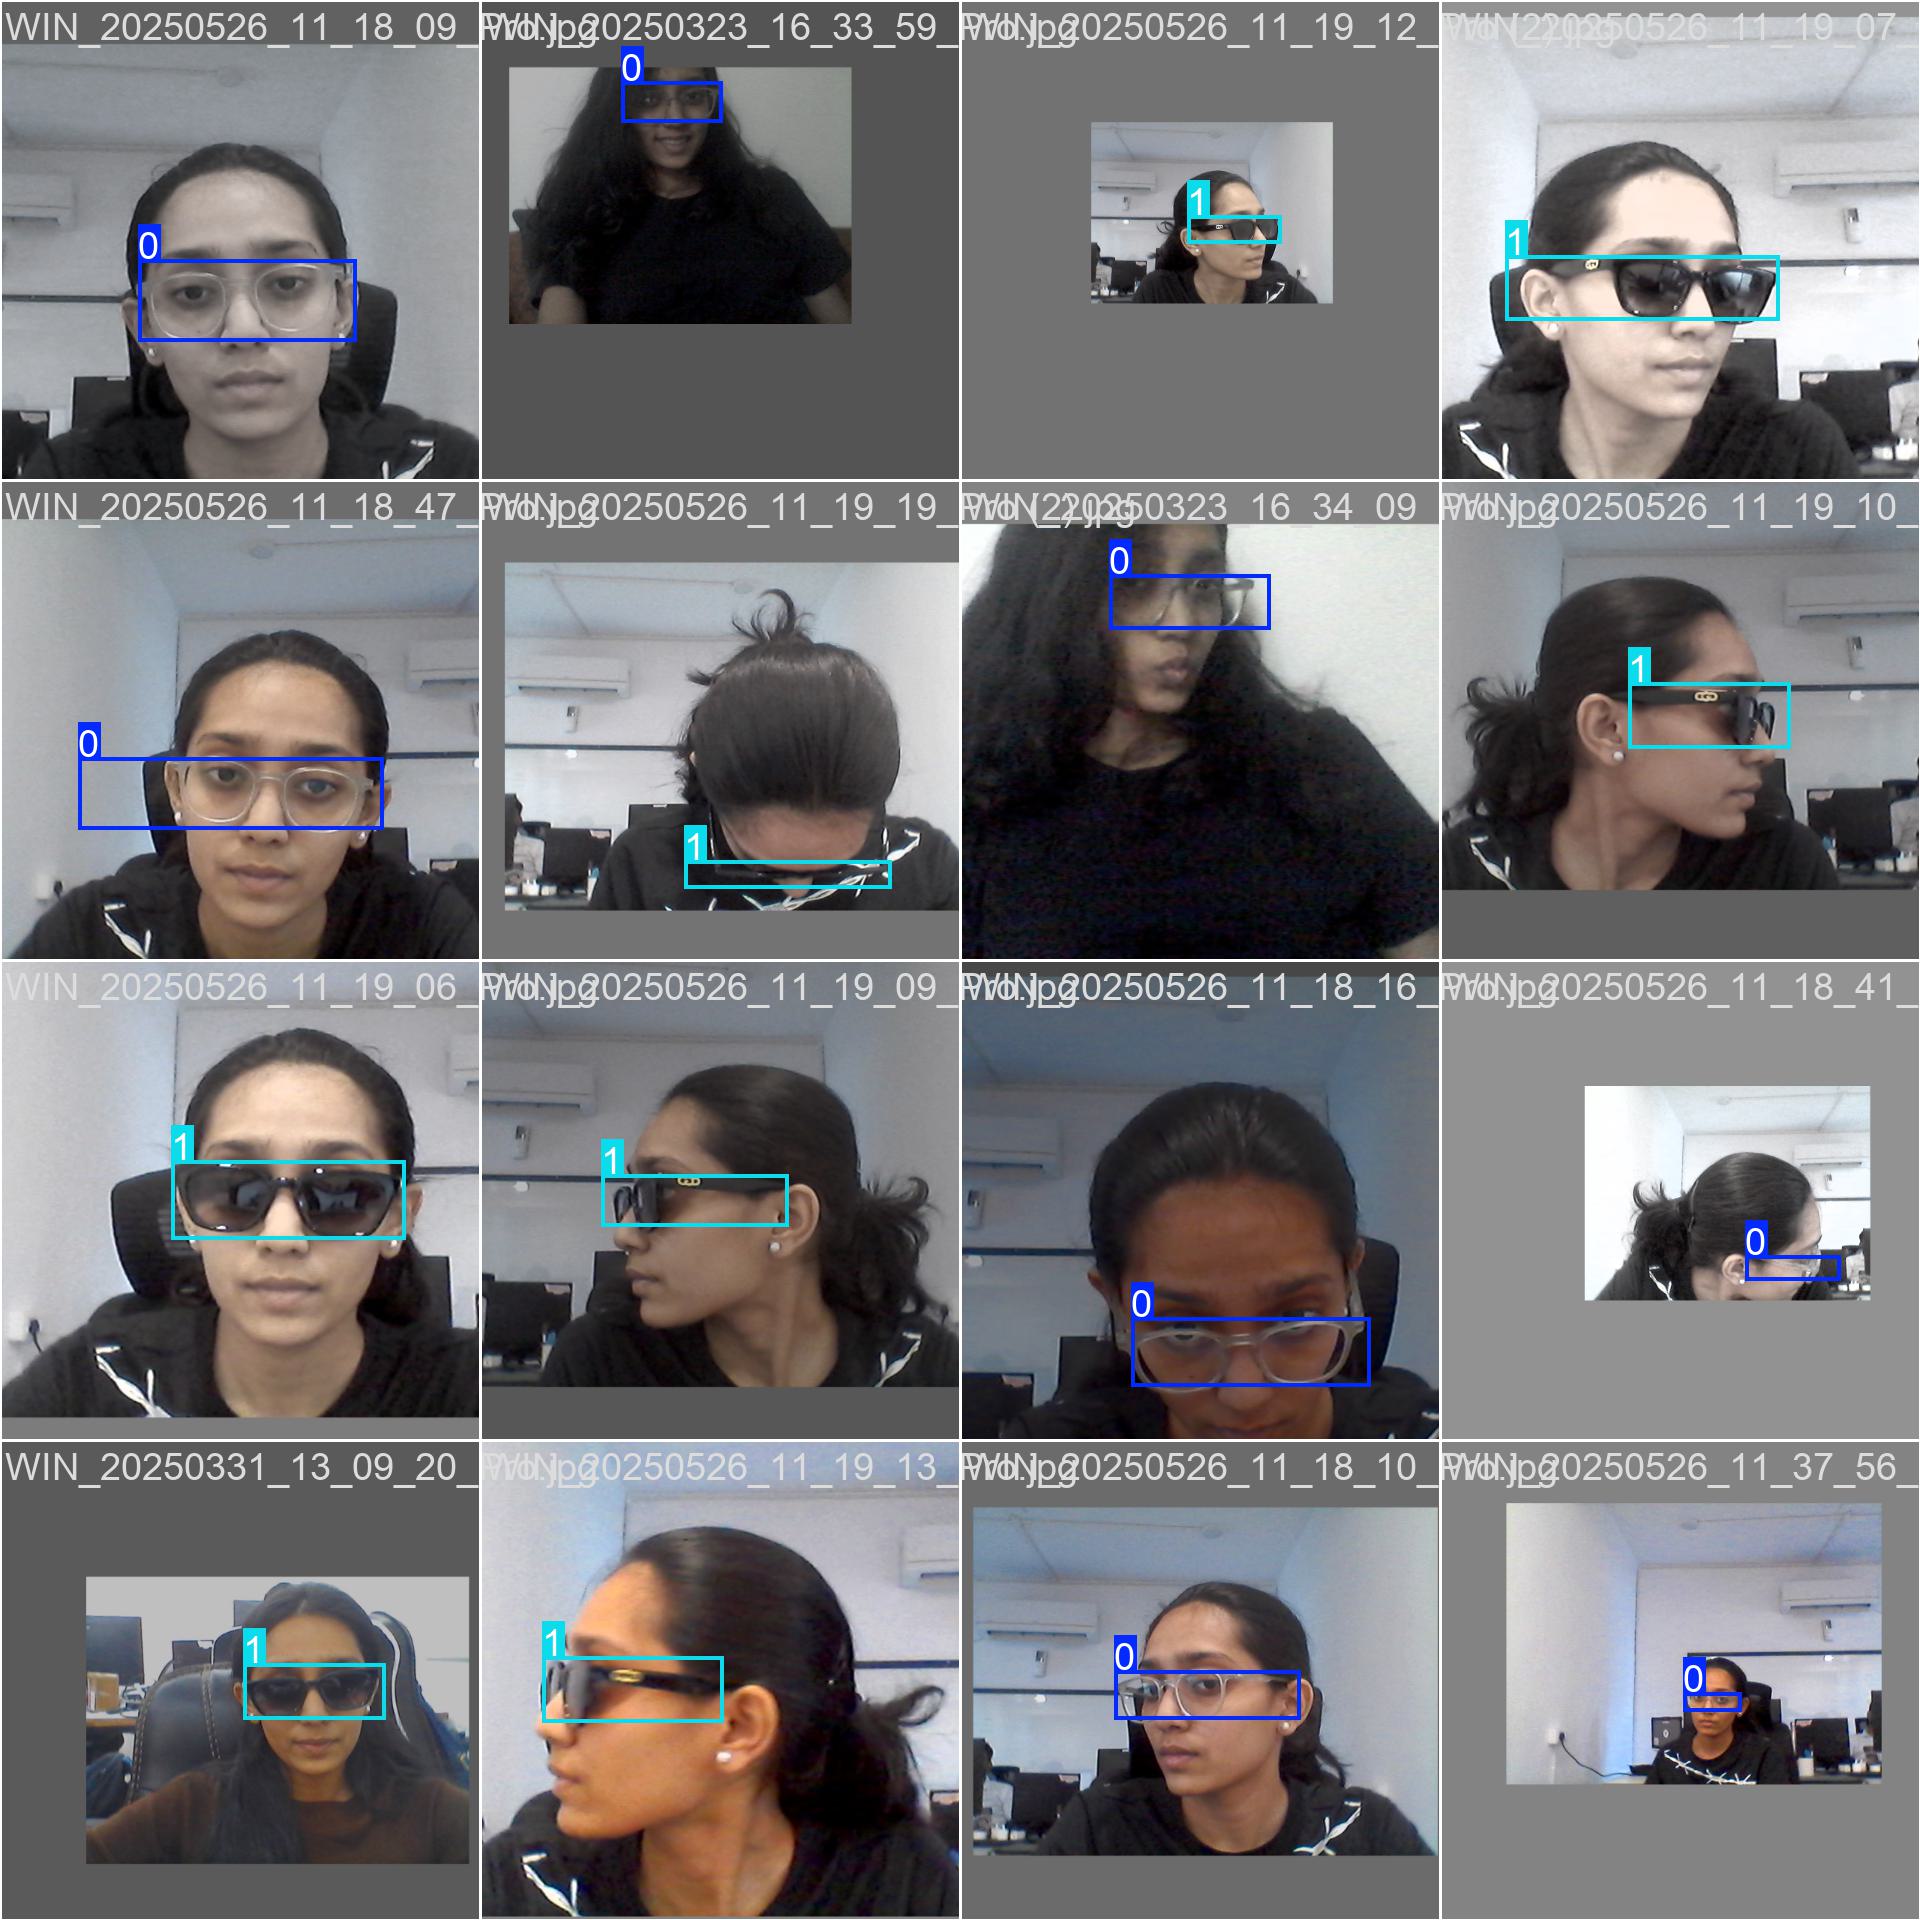 WIN_20250526_11_18_09_Pro.jpg
WIN_20250323_16_33_59_Pro.jpg
WIN_20250526_11_19_12_Pro (2).jpg
WIN_20250526_11_19_07_
0
0
1
1
WIN_20250526_11_18_47_Pro.jpg
WIN_20250526_11_19_19_Pro (2).jpg
WIN_20250323_16_34_09_Pro.jpg
WIN_20250526_11_19_10_
0
1
0
1
WIN_20250526_11_19_06_Pro.jpg
WIN_20250526_11_19_09_Pro.jpg
WIN_20250526_11_18_16_Pro.jpg
WIN_20250526_11_18_41_
1
1
0
0
WIN_20250331_13_09_20_Pro.jpg
WIN_20250526_11_19_13_Pro.jpg
WIN_20250526_11_18_10_Pro.jpg
WIN_20250526_11_37_56_
1
1
0
0